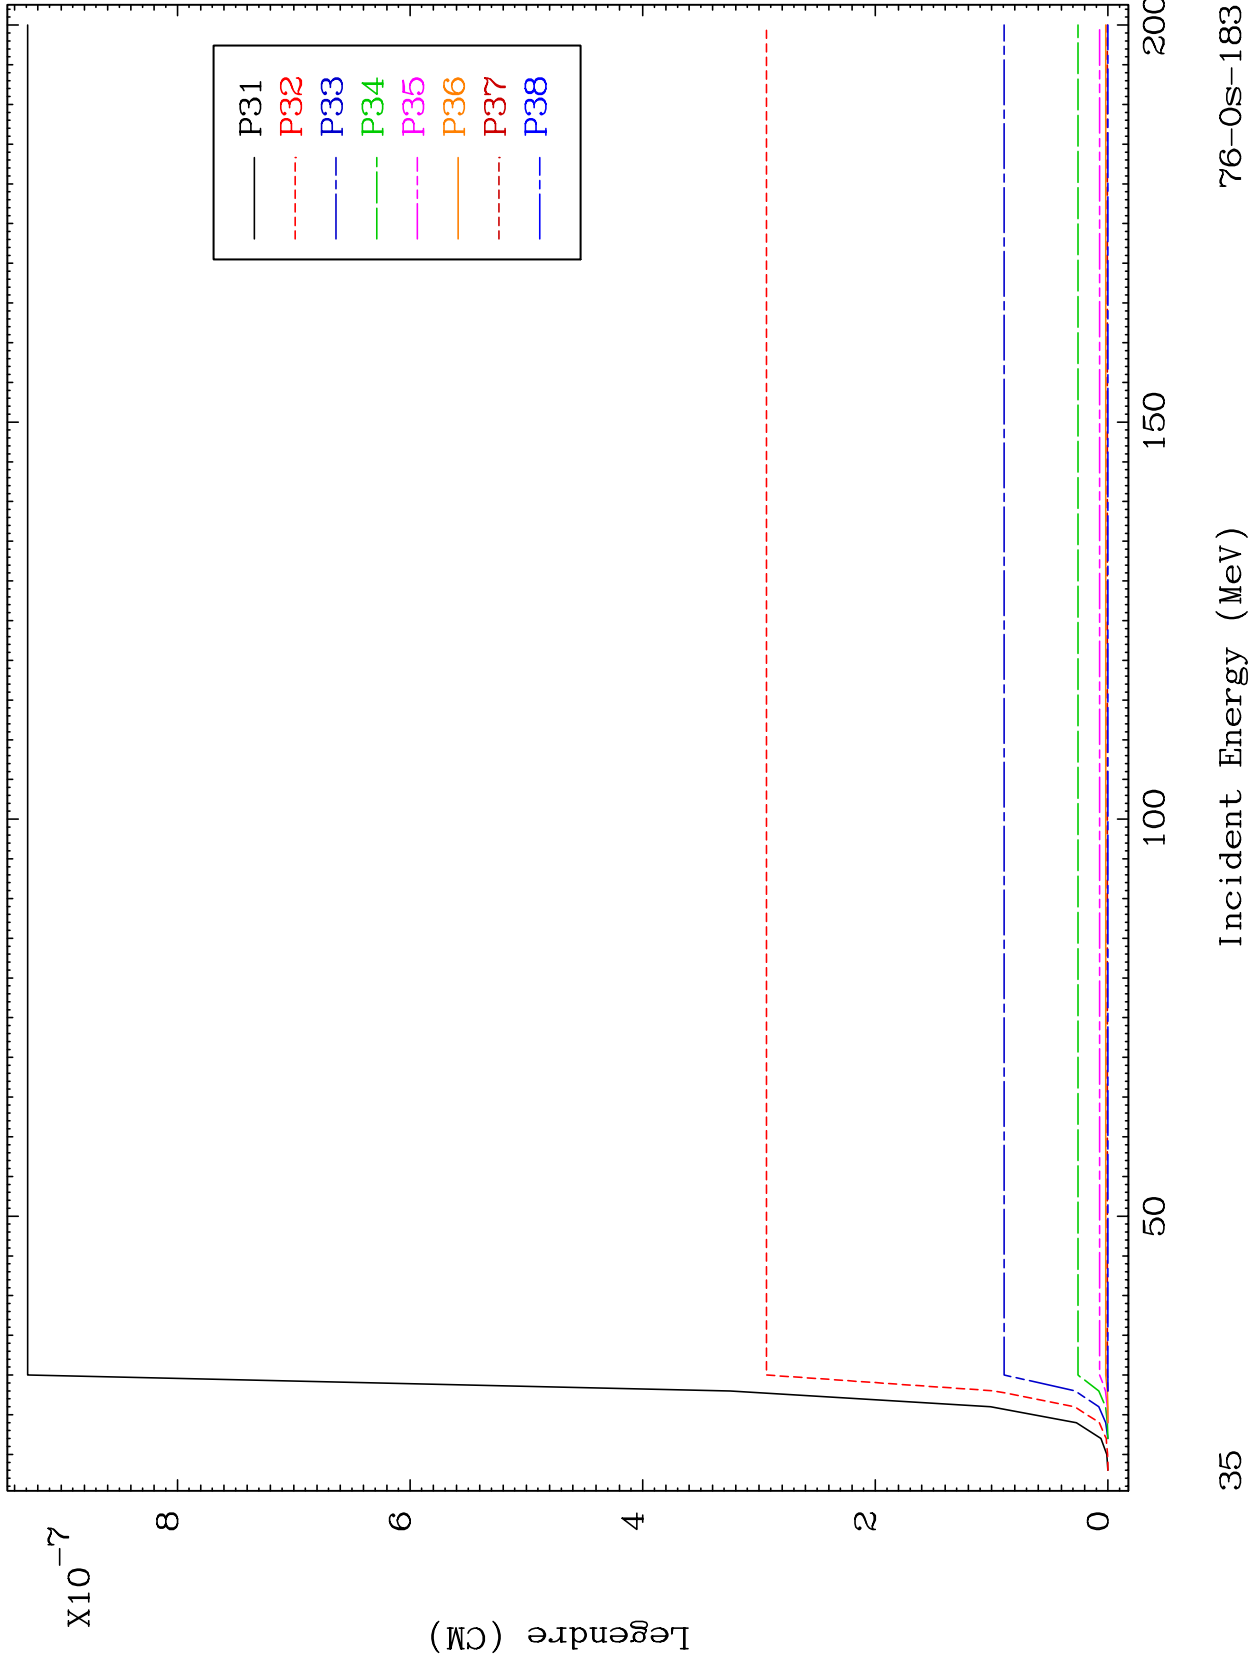 X10-7
8
6
4
2
0
Legendre (CM)
P31
P32
P33
P34
P35
P36
P37
P38
50
100
150
200
35
Incident Energy (MeV)
76-Os-183